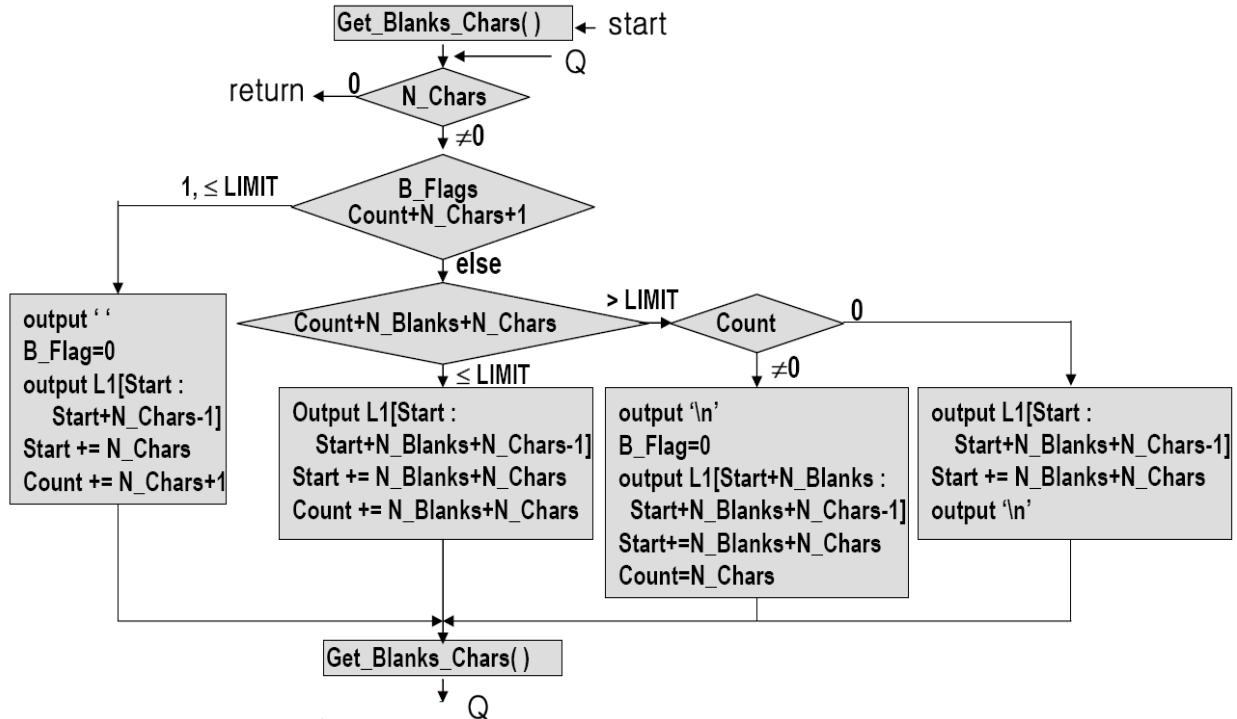 Get_Blanks_Chars( )
start
Q
return
0
N_Chars
≠0
1, ≤ LIMIT
B_Flags
Count+N_Chars+1
else
Count+N_Blanks+N_Chars
> LIMIT
Count
0
≤ LIMIT
≠0
output ‘ ‘
B_Flag=0
output L1[Start :
Start+N_Chars-1]
Start += N_Chars
Count += N_Chars+1
Output L1[Start :
Start+N_Blanks+N_Chars-1]
Start += N_Blanks+N_Chars
Count += N_Blanks+N_Chars
output ‘\n’
B_Flag=0
output L1[Start+N_Blanks :
Start+N_Blanks+N_Chars-1]
Start+=N_Blanks+N_Chars
Count=N_Chars
output L1[Start :
Start+N_Blanks+N_Chars-1]
Start += N_Blanks+N_Chars
output ‘\n’
Get_Blanks_Chars( )
Q